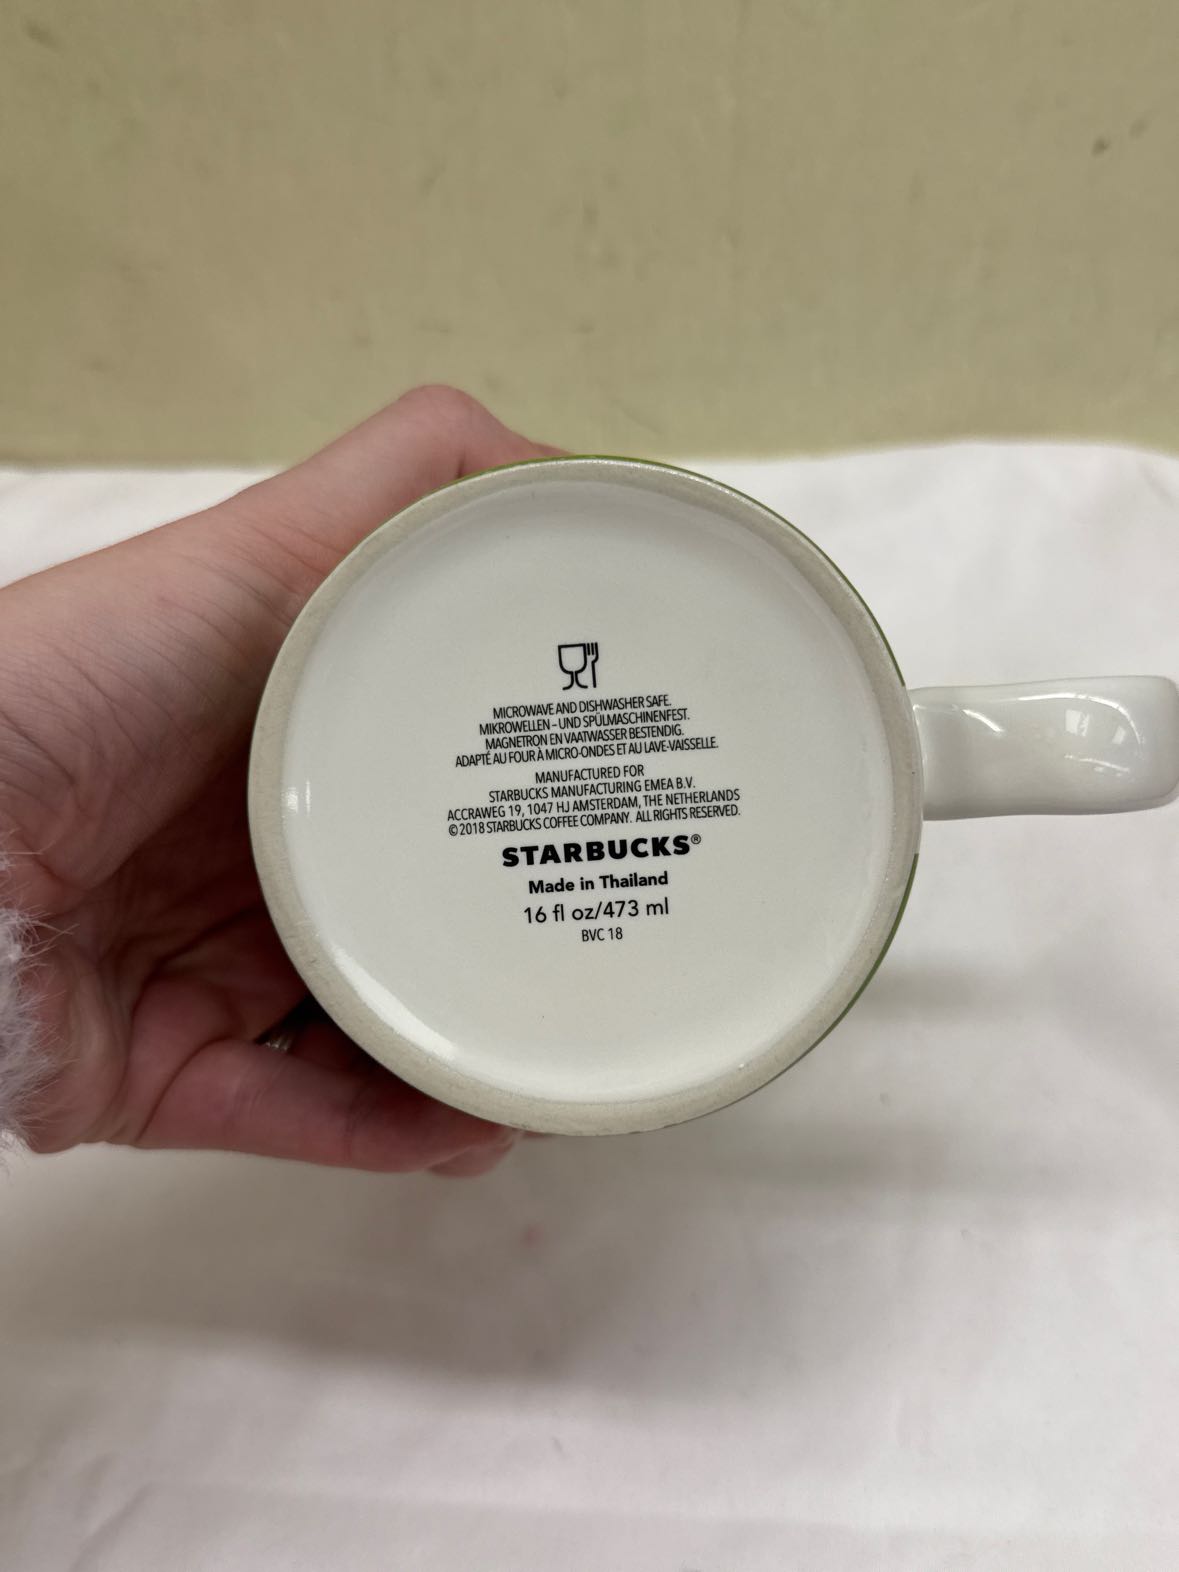 MICROWAVE AND DISHWASHER SAFE.
MIKROWELLEN - UND SPÜLMASCHINENFEST.
MAGNETRON EN VAATWASSER BESTENDIG.
ADAPTÉ AU FOUR À MICRO-ONDES ET AU LAVE-VAISSELLE.
MANUFACTURED FOR
STARBUCKS MANUFACTURING EMEA B.V.
ACCRAWEG 19, 1047 HJ AMSTERDAM, THE NETHERLANDS
© 2018 STARBUCKS COFFEE COMPANY. ALL RIGHTS RESERVED.
STARBUCKS®
Made in Thailand
16 fl oz/473 ml
BVC 18